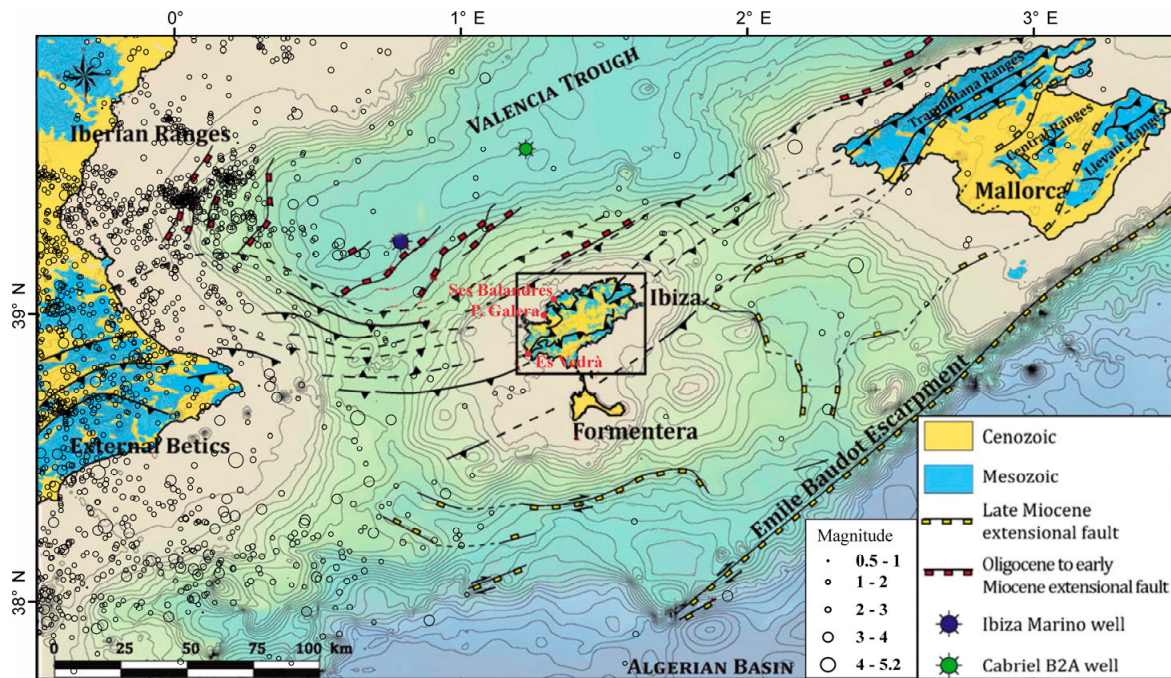 0°
1° E
2° E
3° E
39° N
38° N
VALENCIA TROUGH
Iberian Ranges
Tramuntana Ranges
Central Ranges
Llevant Ranges
Mallorca
Ses Balandres
P. Galera
Ibiza
Es Vedrà
Formentera
External Betics
Emile Baudot Escarpment
ALGERIAN BASIN
0 25 50 75 100 km
Magnitude
0.5 - 1
1 - 2
2 - 3
3 - 4
4 - 5.2
Cenozoic
Mesozoic
Late Miocene
extensional fault
Oligocene to early
Miocene extensional fault
Ibiza Marino well
Cabriel B2A well